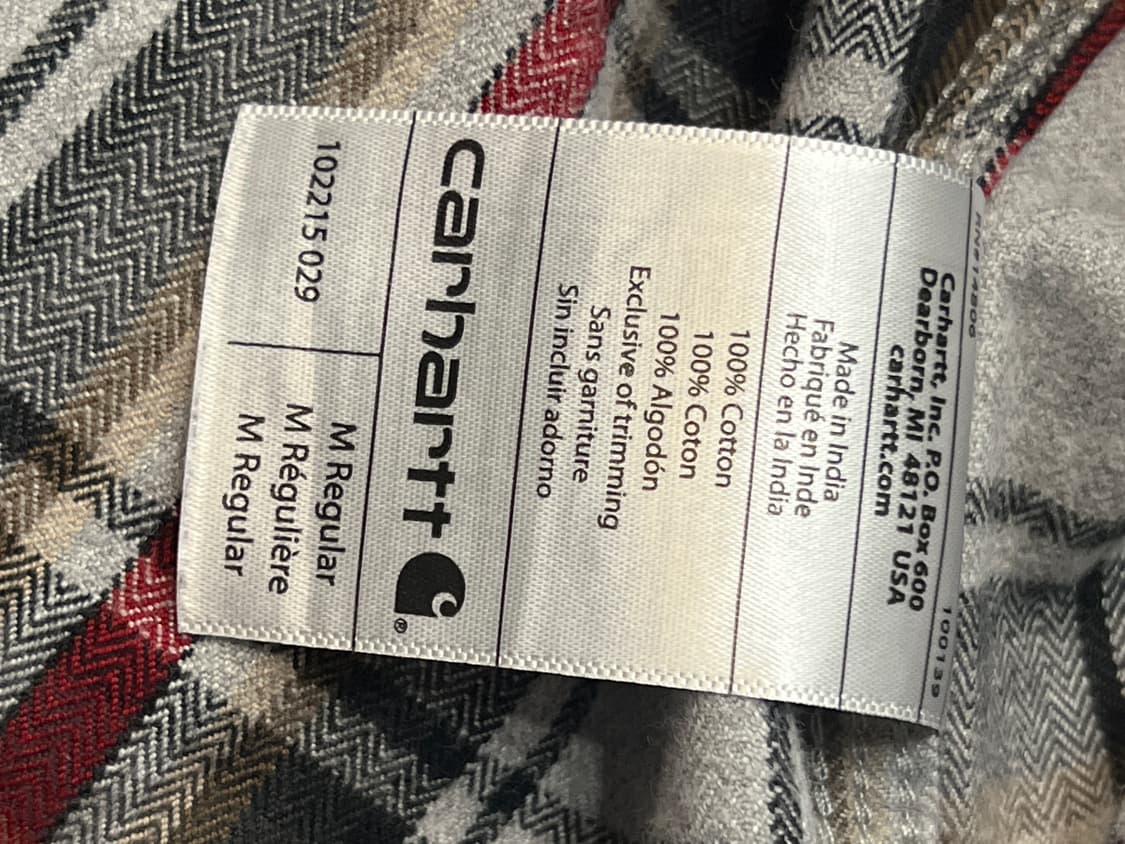 102215 029
M Regular
M Régulière
M Regular
carhartt
®
100% Cotton
100% Coton
100% Algodón
Exclusive of trimming
Sans garniture
Sin incluir adorno
Made in India
Fabriqué en Inde
Hecho en la India
Carhartt, Inc. P.O. Box 600
Dearborn, MI 48121 USA
carhartt.com
100139